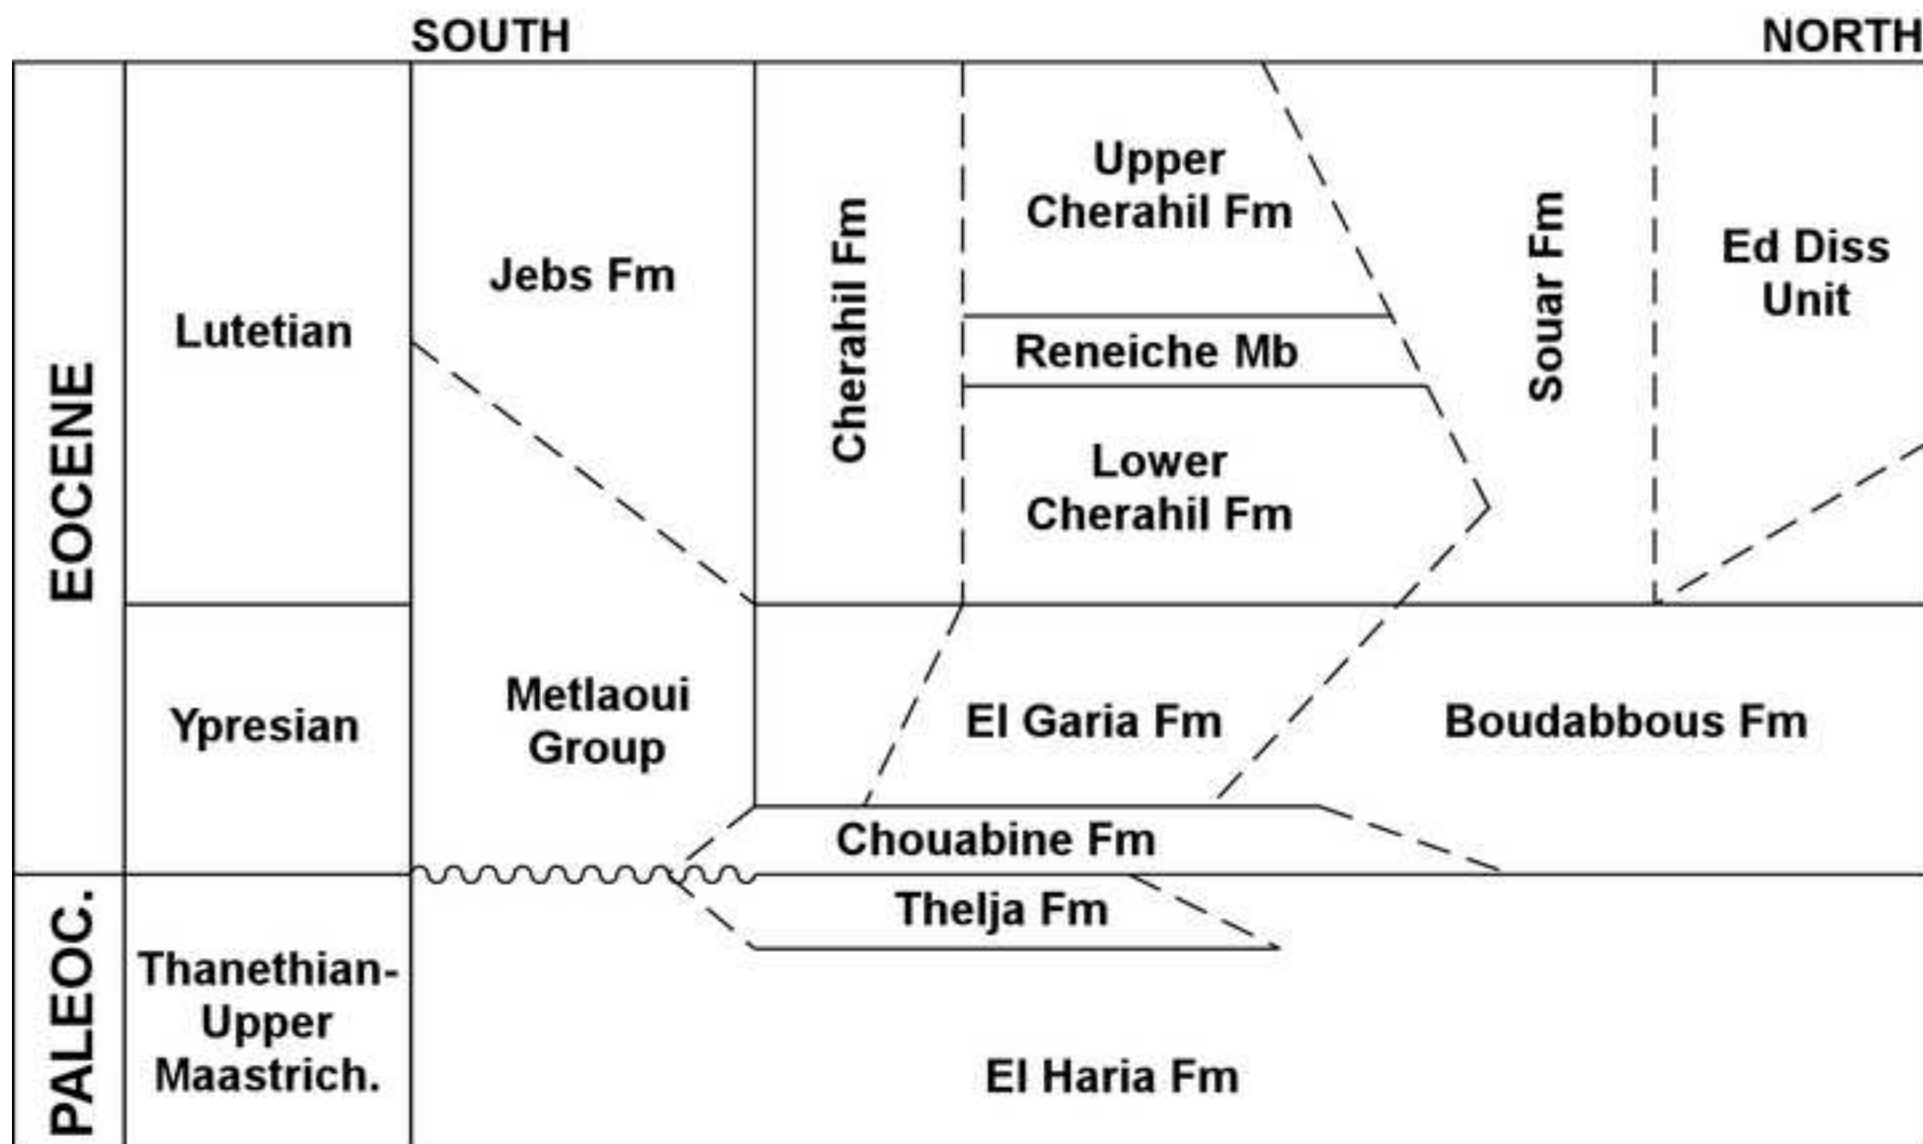 SOUTH
NORTH
EOCENE
Lutetian
Jebs Fm
Cherahil Fm
Upper
Cherahil Fm
Reneiche Mb
Lower
Cherahil Fm
Souar Fm
Ed Diss
Unit
Ypresian
Metlaoui
Group
El Garia Fm
Boudabbous Fm
Chouabine Fm
PALEOC.
Thanethian-
Upper
Maastrich.
Thelja Fm
El Haria Fm